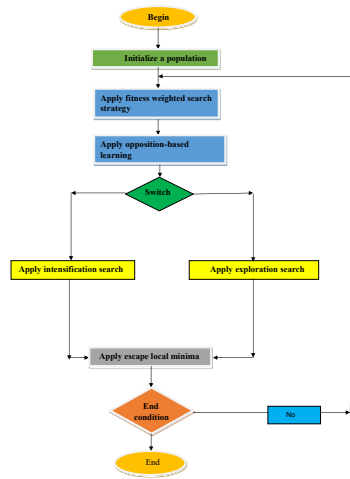 Begin
Initialize a population
Apply fitness weighted search
strategy
Apply opposition-based
learning
Switch
Apply intensification search
Apply exploration search
Apply escape local minima
End
condition
No
End